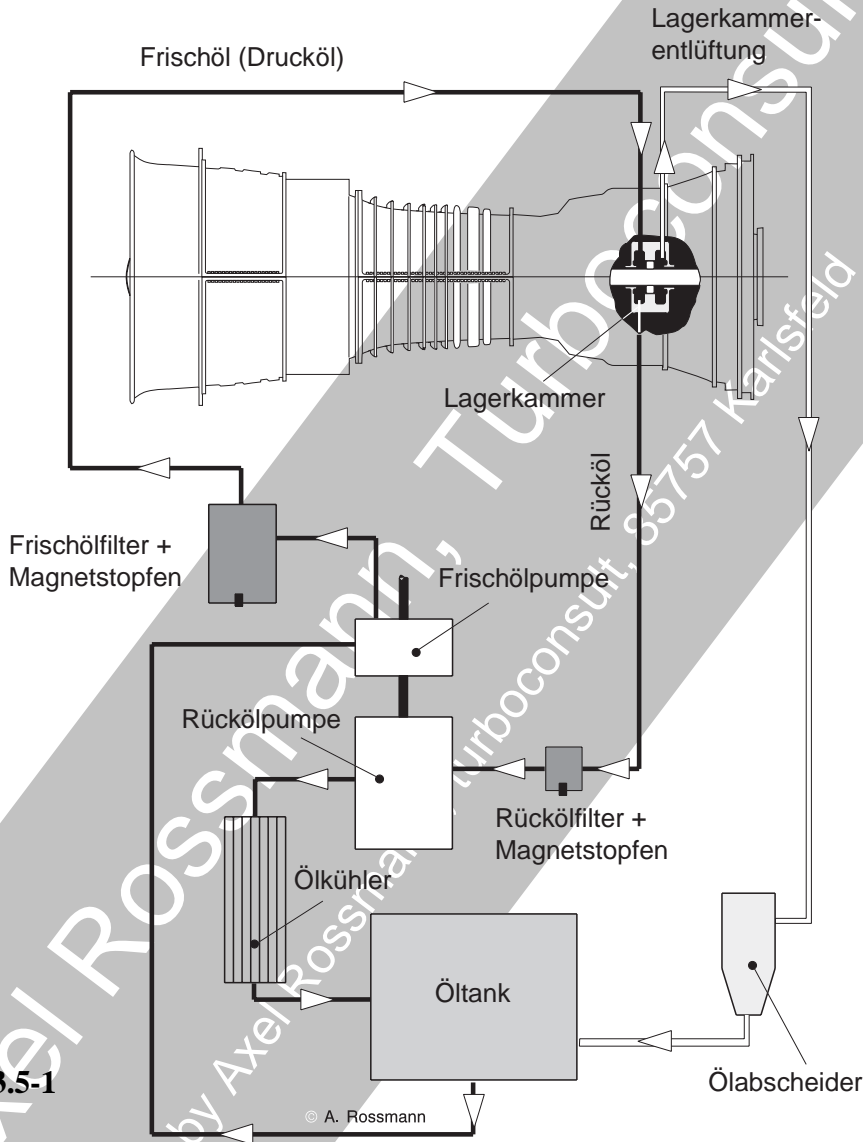 Lagerkammer-
entlüftung
Frischöl (Drucköl)
Lagerkammer
Rücköl
Frischölfilter +
Magnetstopfen
Frischölpumpe
Rückölpumpe
Rückölfilter +
Magnetstopfen
Ölkühler
Öltank
Ölabscheider
3.5-1
© A. Rossmann
Axel Rossmann, Turboconsult
by Axel Rossmann, turboconsult, 85757 Karlsfeld